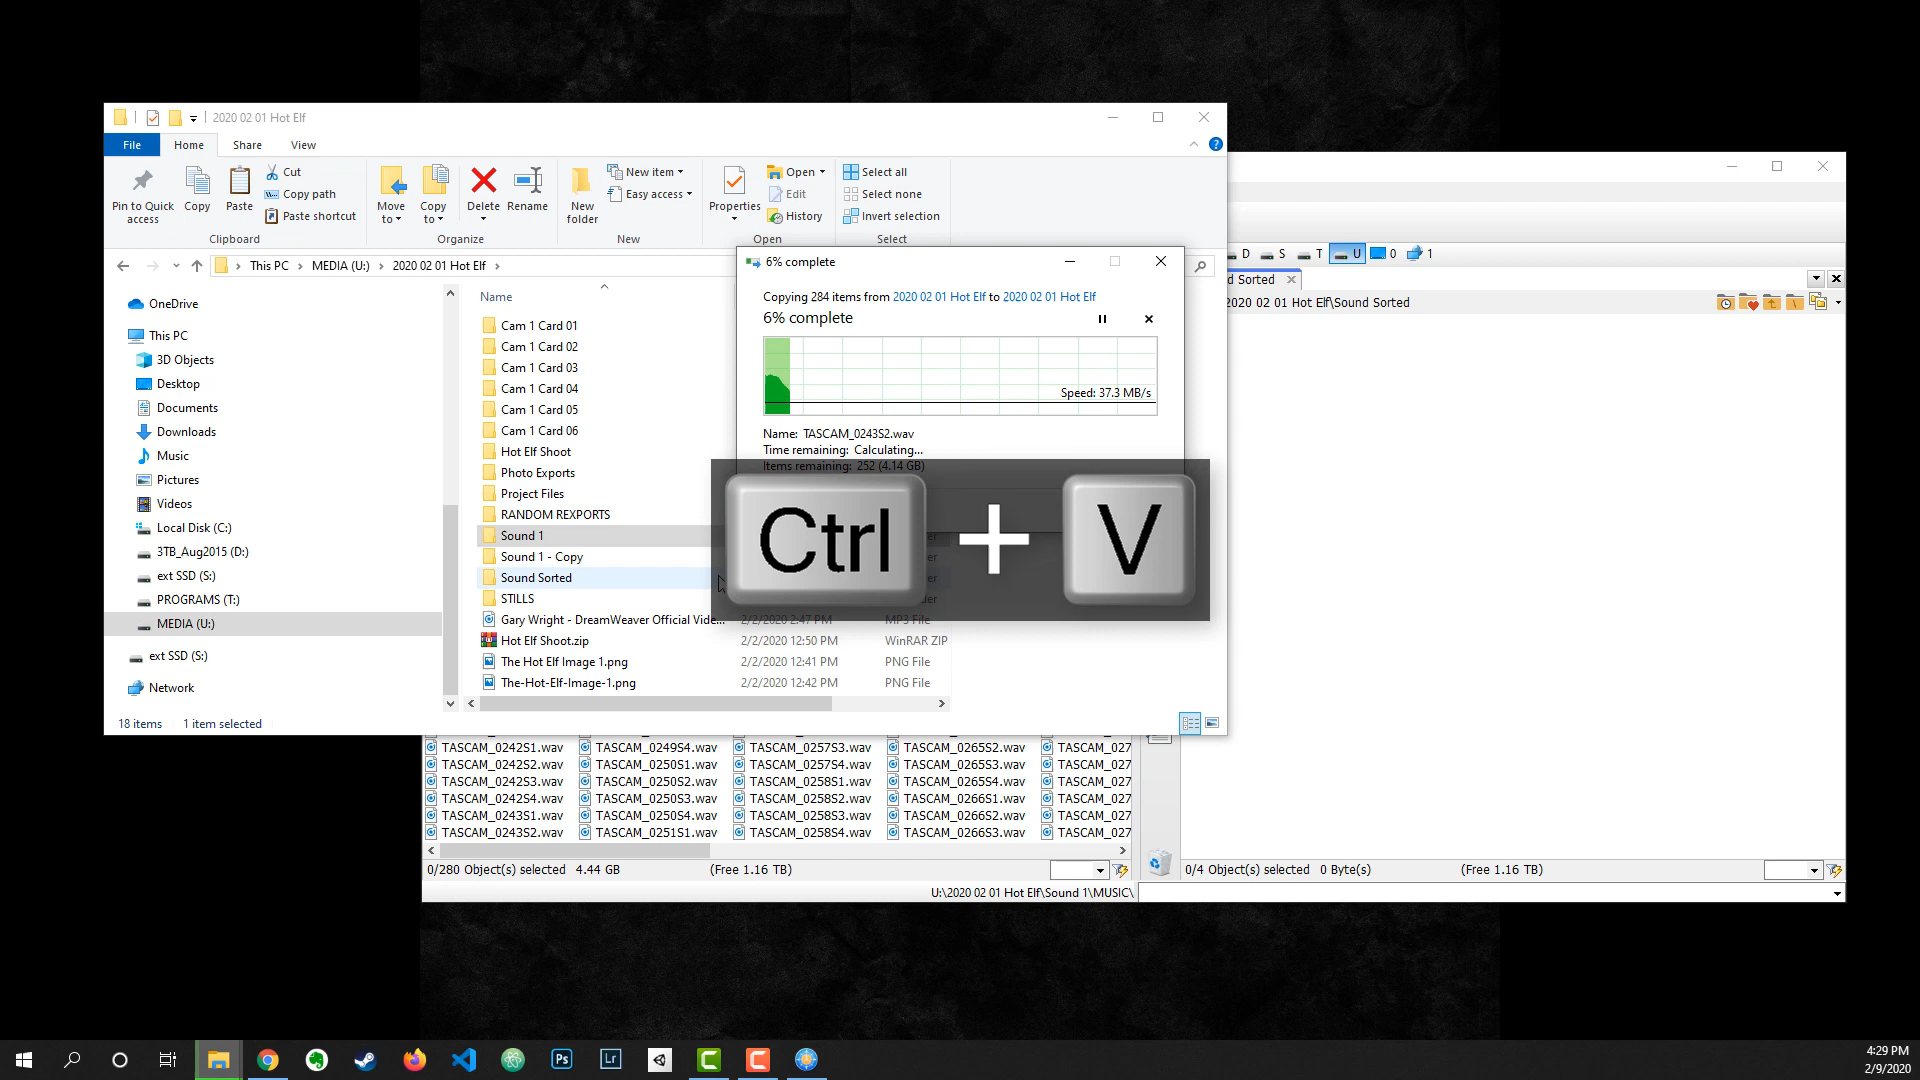 2020 02 01 Hot Elf
File Home Share View
Pin to Quick access
Copy
Paste
Cut
Copy path
Paste shortcut
Clipboard
Move to
Copy to
Delete
Rename
Organize
New folder
New item
Easy access
New
Properties
Open
Edit
History
Open
Select all
Select none
Invert selection
Select
This PC > MEDIA (U:) > 2020 02 01 Hot Elf >
OneDrive
This PC
3D Objects
Desktop
Documents
Downloads
Music
Pictures
Videos
Local Disk (C:)
3TB_Aug2015 (D:)
ext SSD (S:)
PROGRAMS (T:)
MEDIA (U:)
ext SSD (S:)
Network
Name
Cam 1 Card 01
Cam 1 Card 02
Cam 1 Card 03
Cam 1 Card 04
Cam 1 Card 05
Cam 1 Card 06
Hot Elf Shoot
Photo Exports
Project Files
RANDOM REXPORTS
Sound 1
Sound 1 - Copy
Sound Sorted
STILLS
Gary Wright - DreamWeaver Official Vide... 2/2/2020 2:47 PM MP3 File
Hot Elf Shoot.zip 2/2/2020 12:50 PM WinRAR ZIP
The Hot Elf Image 1.png 2/2/2020 12:41 PM PNG File
The-Hot-Elf-Image-1.png 2/2/2020 12:42 PM PNG File
18 items 1 item selected
6% complete
Copying 284 items from 2020 02 01 Hot Elf to 2020 02 01 Hot Elf
6% complete
Speed: 37.3 MB/s
Name: TASCAM_0243S2.wav
Time remaining: Calculating...
Items remaining: 252 (4.14 GB)
Ctrl + V
D S T U 0 1
d Sorted
2020 02 01 Hot Elf\Sound Sorted
TASCAM_0242S1.wav TASCAM_0249S4.wav TASCAM_0257S3.wav TASCAM_0265S2.wav TASCAM_027
TASCAM_0242S2.wav TASCAM_0250S1.wav TASCAM_0257S4.wav TASCAM_0265S3.wav TASCAM_027
TASCAM_0242S3.wav TASCAM_0250S2.wav TASCAM_0258S1.wav TASCAM_0265S4.wav TASCAM_027
TASCAM_0242S4.wav TASCAM_0250S3.wav TASCAM_0258S2.wav TASCAM_0266S1.wav TASCAM_027
TASCAM_0243S1.wav TASCAM_0250S4.wav TASCAM_0258S3.wav TASCAM_0266S2.wav TASCAM_027
TASCAM_0243S2.wav TASCAM_0251S1.wav TASCAM_0258S4.wav TASCAM_0266S3.wav TASCAM_027
0/280 Object(s) selected 4.44 GB (Free 1.16 TB)
0/4 Object(s) selected 0 Byte(s) (Free 1.16 TB)
U:\2020 02 01 Hot Elf\Sound 1\MUSIC\
Ps Lr
4:29 PM
2/9/2020